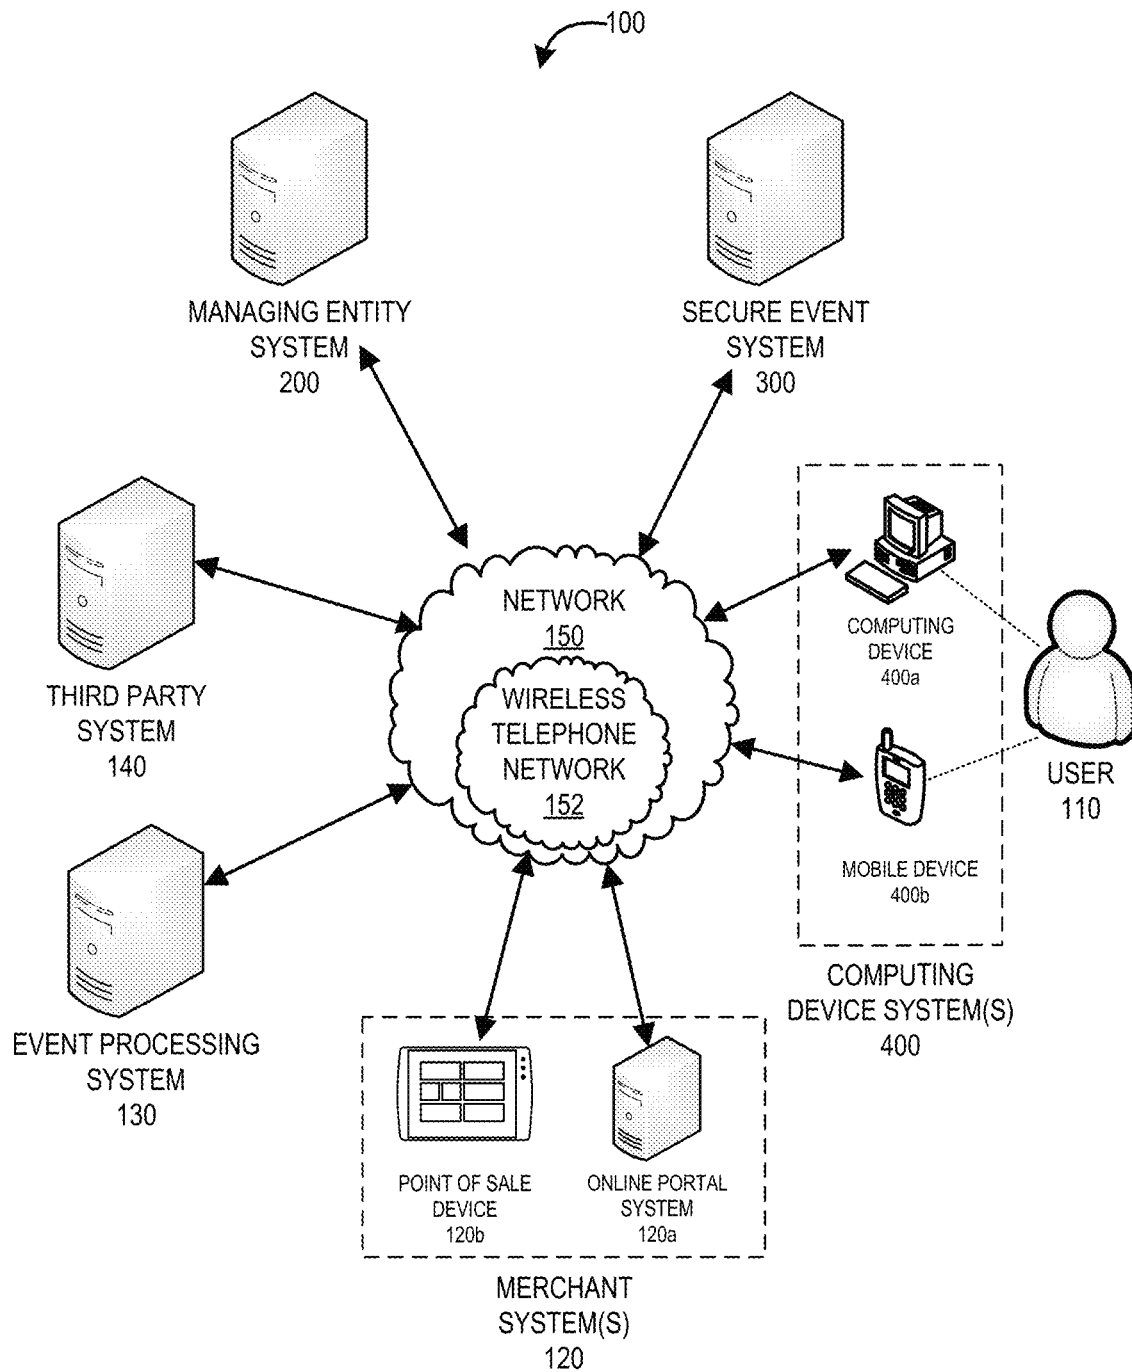 100
MANAGING ENTITY
SYSTEM
200
SECURE EVENT
SYSTEM
300
THIRD PARTY
SYSTEM
140
NETWORK
150
WIRELESS
TELEPHONE
NETWORK
152
COMPUTING
DEVICE
400a
MOBILE DEVICE
400b
COMPUTING
DEVICE SYSTEM(S)
400
USER
110
EVENT PROCESSING
SYSTEM
130
POINT OF SALE
DEVICE
120b
ONLINE PORTAL
SYSTEM
120a
MERCHANT
SYSTEM(S)
120